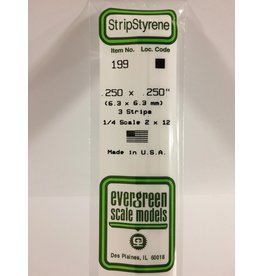 StripStyrene
Item No. Loc. Code
199
.250 x .250"
(6.3 x 6.3 mm)
3 Strips
1/4 Scale 2 x 12
Made in U.S.A.
evergreen
scale models
Des Plaines, IL 60018